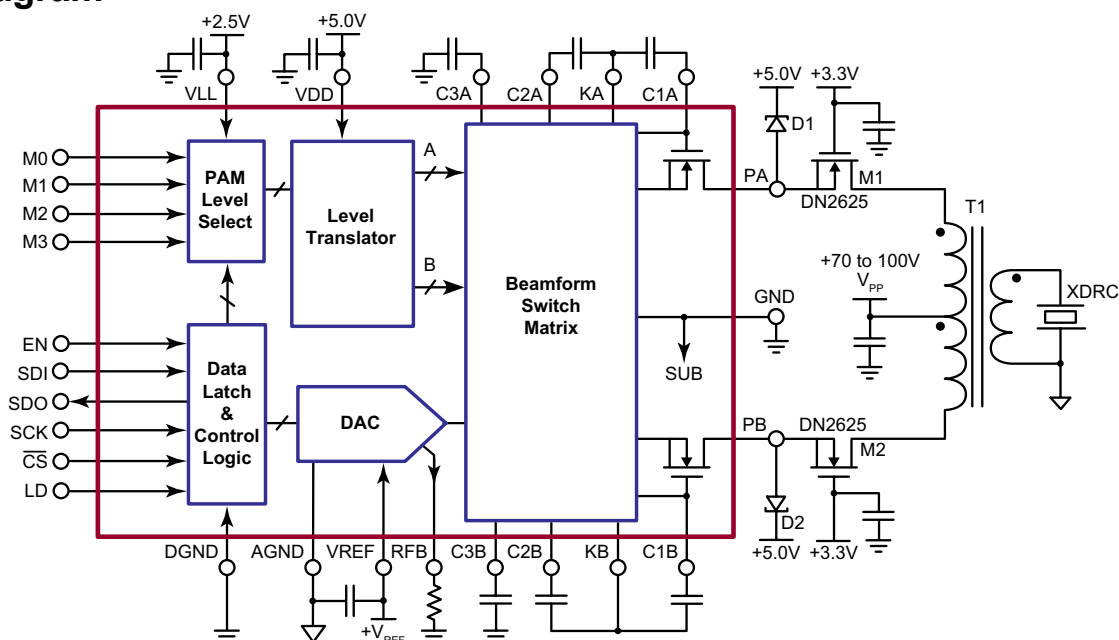 +2.5V
+5.0V
VLL
VDD
C3A
C2A
KA
C1A
+5.0V
+3.3V
D1
M0
M1
M2
M3
PAM
Level
Select
Level
Translator
A
B
PA
M1
DN2625
T1
+70 to 100V
VPP
XDRC
Beamform
Switch
Matrix
GND
SUB
EN
SDI
SDO
SCK
CS
LD
Data
Latch
&
Control
Logic
DAC
PB
DN2625
M2
D2
+5.0V
+3.3V
DGND
AGND
VREF
RFB
C3B
C2B
KB
C1B